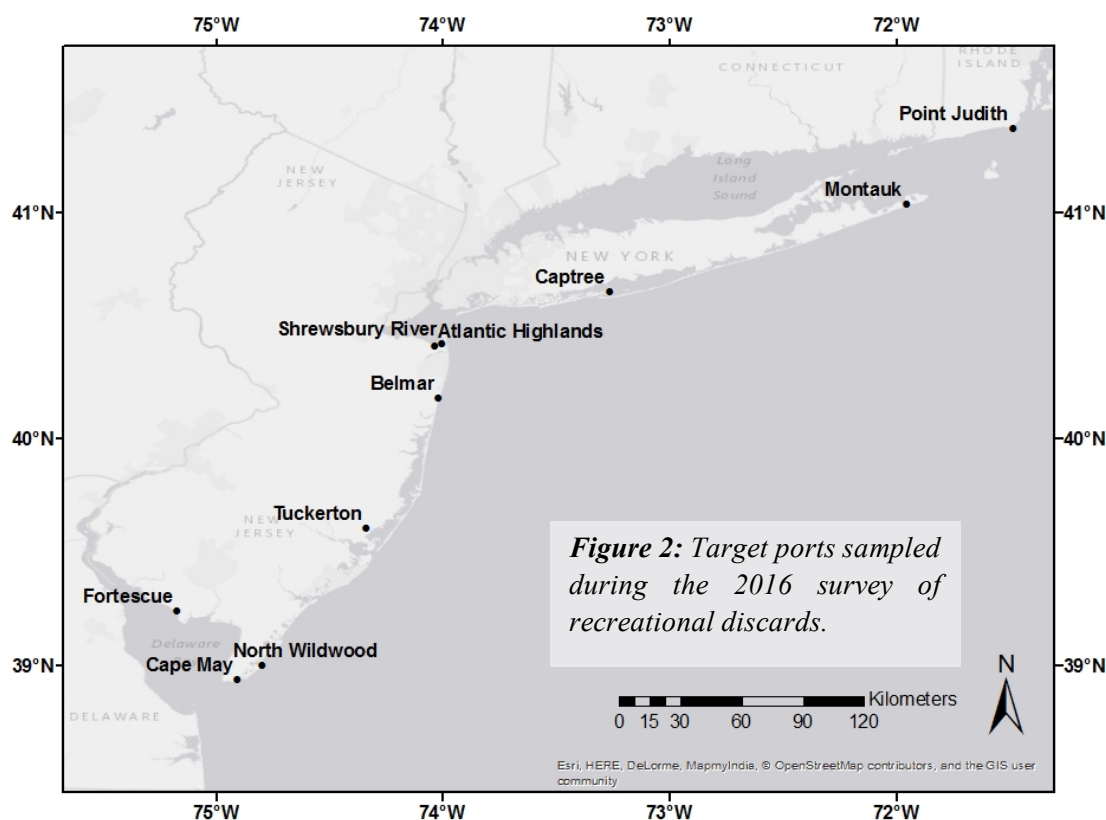 75°W 74°W 73°W 72°W
RHODE
ISLAND
CONNECTICUT
Point Judith
NEW
JERSEY
Long
Island
Sound
Montauk
41°N 41°N
NEW YORK
Captree
Shrewsbury River Atlantic Highlands
Belmar
40°N 40°N
Tuckerton
NEW
JERSEY
Figure 2: Target ports sampled
during the 2016 survey of
recreational discards.
Fortescue
Delaware
North Wildwood
Cape May
39°N 39°N
N
Kilometers
0 15 30 60 90 120
DELAWARE
Esri, HERE, DeLorme, MapmyIndia, © OpenStreetMap contributors, and the GIS user
community
75°W 74°W 73°W 72°W